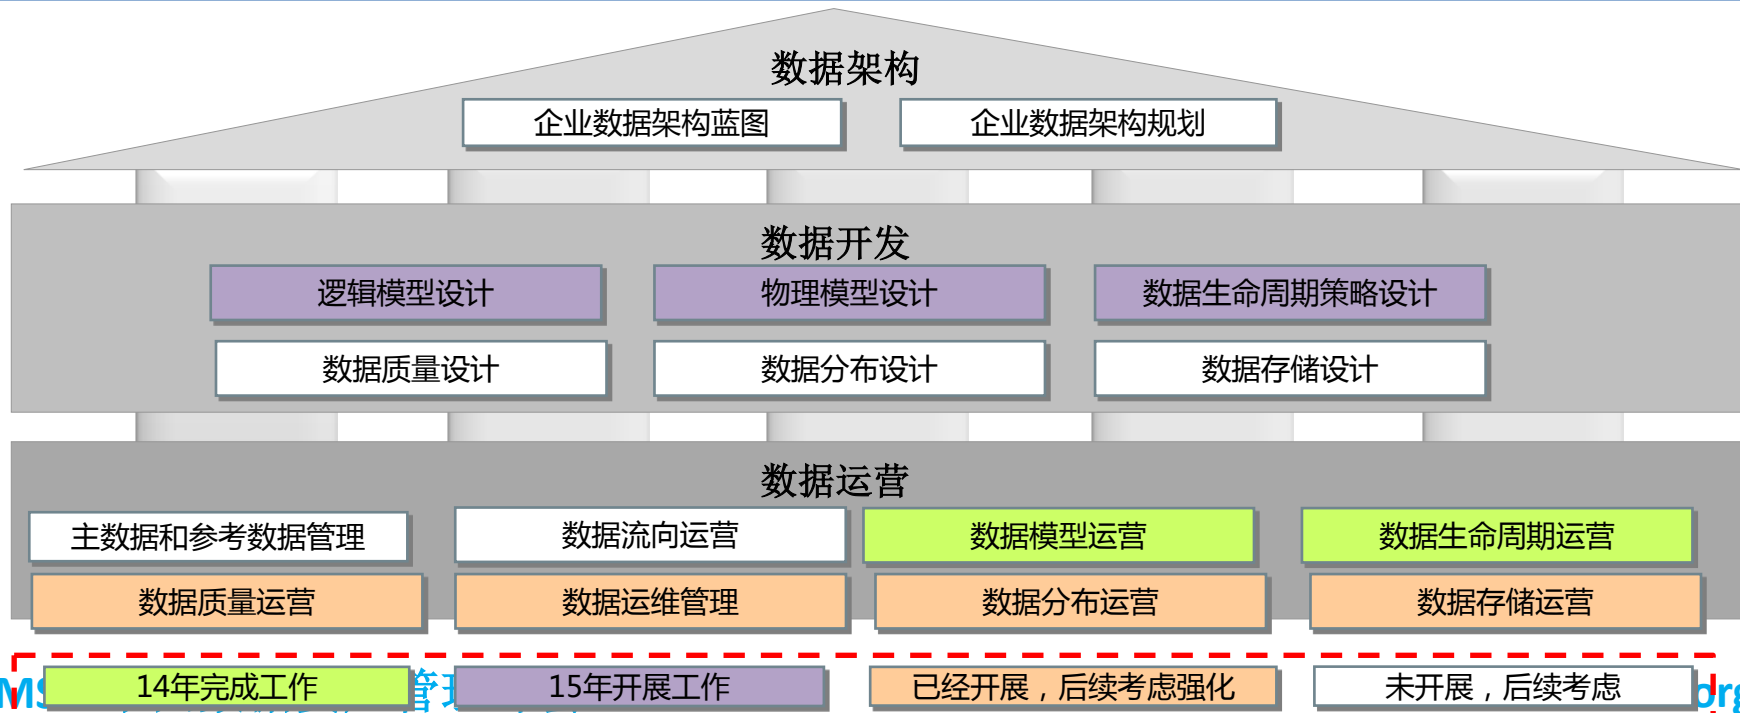 数据架构
企业数据架构蓝图 企业数据架构规划
数据开发
逻辑模型设计 物理模型设计 数据生命周期策略设计
数据质量设计 数据分布设计 数据存储设计
数据运营
主数据和参考数据管理 数据流向运营 数据模型运营 数据生命周期运营
数据质量运营 数据运维管理 数据分布运营 数据存储运营
14年完成工作 15年开展工作 已经开展，后续考虑强化 未开展，后续考虑